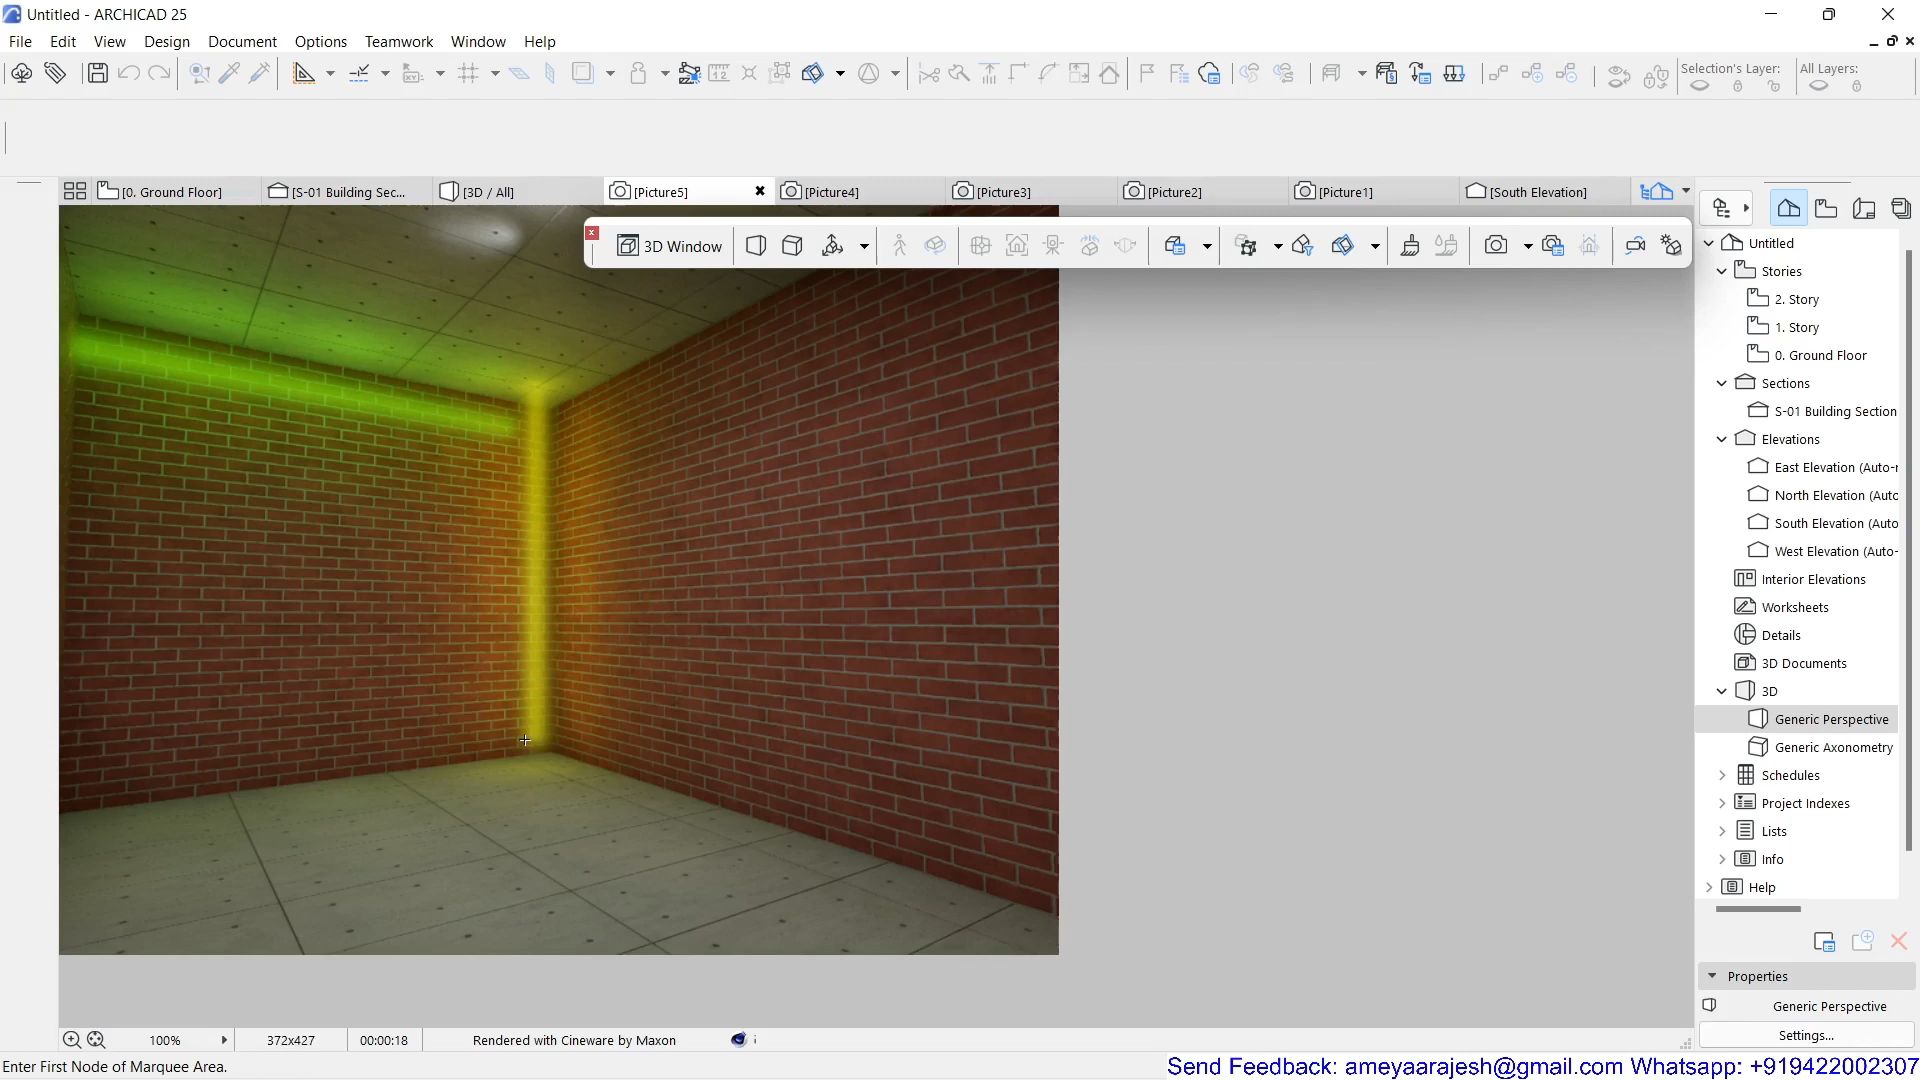 Untitled - ARCHICAD 25
File Edit View Design Document Options Teamwork Window Help
Selection's Layer: All Layers:
[0. Ground Floor] [S-01 Building Sec... [3D / All] [Picture5] [Picture4] [Picture3] [Picture2] [Picture1] [South Elevation]
3D Window
Untitled
Stories
2. Story
1. Story
0. Ground Floor
Sections
S-01 Building Section
Elevations
East Elevation (Auto-r
North Elevation (Auto
South Elevation (Auto
West Elevation (Auto-
Interior Elevations
Worksheets
Details
3D Documents
3D
Generic Perspective
Generic Axonometry
Schedules
Project Indexes
Lists
Info
Help
Properties
Generic Perspective
Settings...
100% 372x427 00:00:18 Rendered with Cineware by Maxon i
Enter First Node of Marquee Area.
Send Feedback: ameyaarajesh@gmail.com Whatsapp: +919422002307